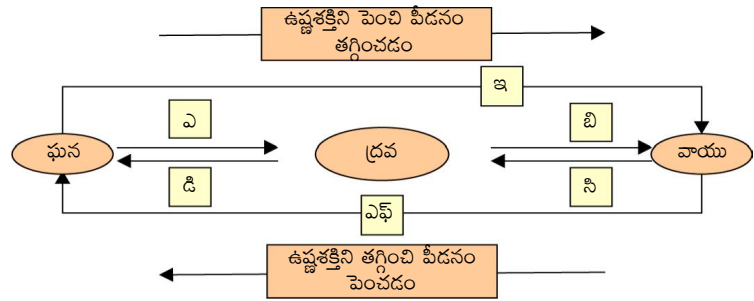 ఉష్ణశక్తిని పెంచి పీడనం
తగ్గించడం
ఇ
ఎ
బి
ఘన
ద్రవ
వాయు
డి
సి
ఎఫ్
ఉష్ణశక్తిని తగ్గించి పీడనం
పెంచడం